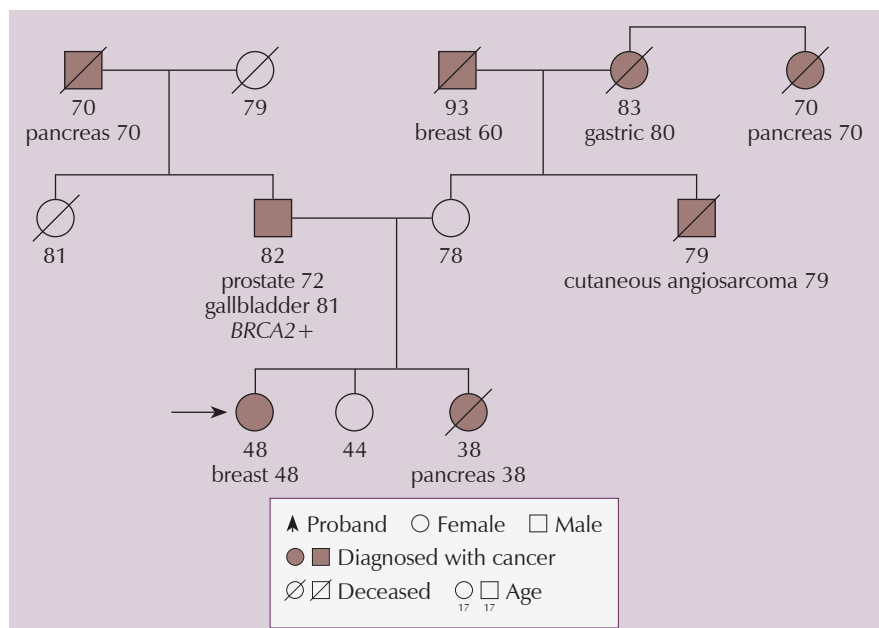 70 79 93 83 70
pancreas 70 breast 60 gastric 80 pancreas 70
81 82 78 79
prostate 72 cutaneous angiosarcoma 79
gallbladder 81
BRCA2+
48 44 38
breast 48 pancreas 38
Proband Female Male
Diagnosed with cancer
Deceased Age
17 17